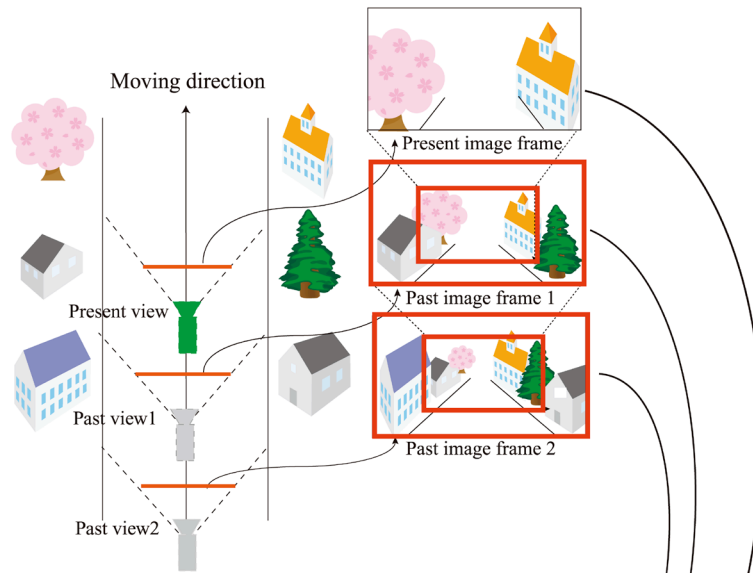 Moving direction
Present image frame
Present view
Past image frame 1
Past view1
Past image frame 2
Past view2